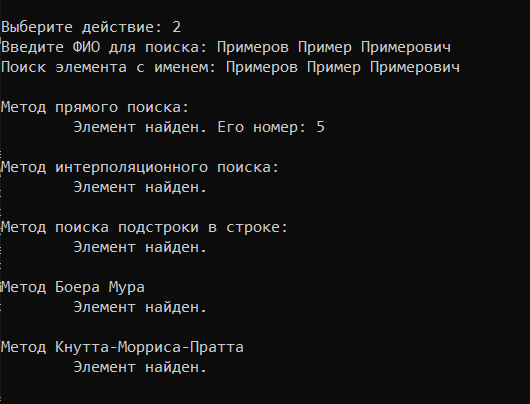 Выберите действие: 2
Введите ФИО для поиска: Примеров Пример Примерович
Поиск элемента с именем: Примеров Пример Примерович
Метод прямого поиска:
Элемент найден. Его номер: 5
Метод интерполяционного поиска:
Элемент найден.
Метод поиска подстроки в строке:
Элемент найден.
Метод Боера Мура
Элемент найден.
Метод Кнутта-Морриса-Пратта
Элемент найден.